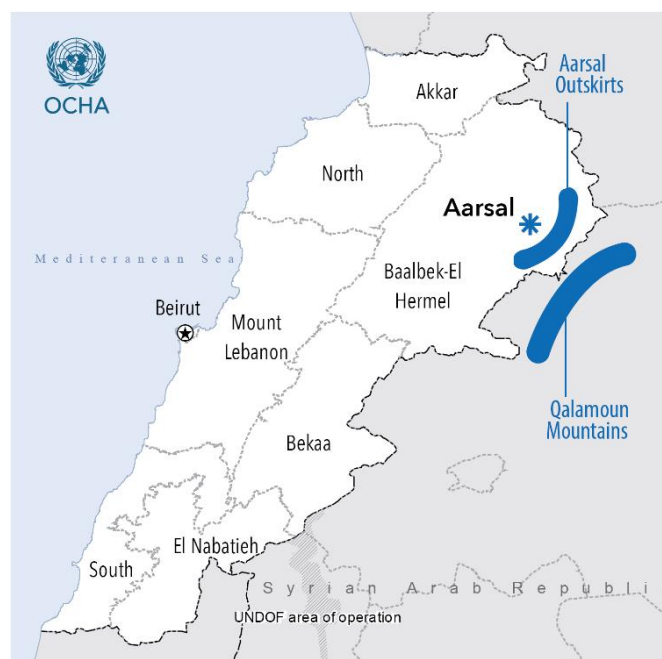 OCHA
Akkar
Aarsal
Outskirts
North
Aarsal
Mediteranean Sea
Baalbek-El
Hermel
Beirut
Mount
Lebanon
Qalamoun
Mountains
Bekaa
El Nabatieh
South
Syrian Arab Republi
UNDOF area of operation